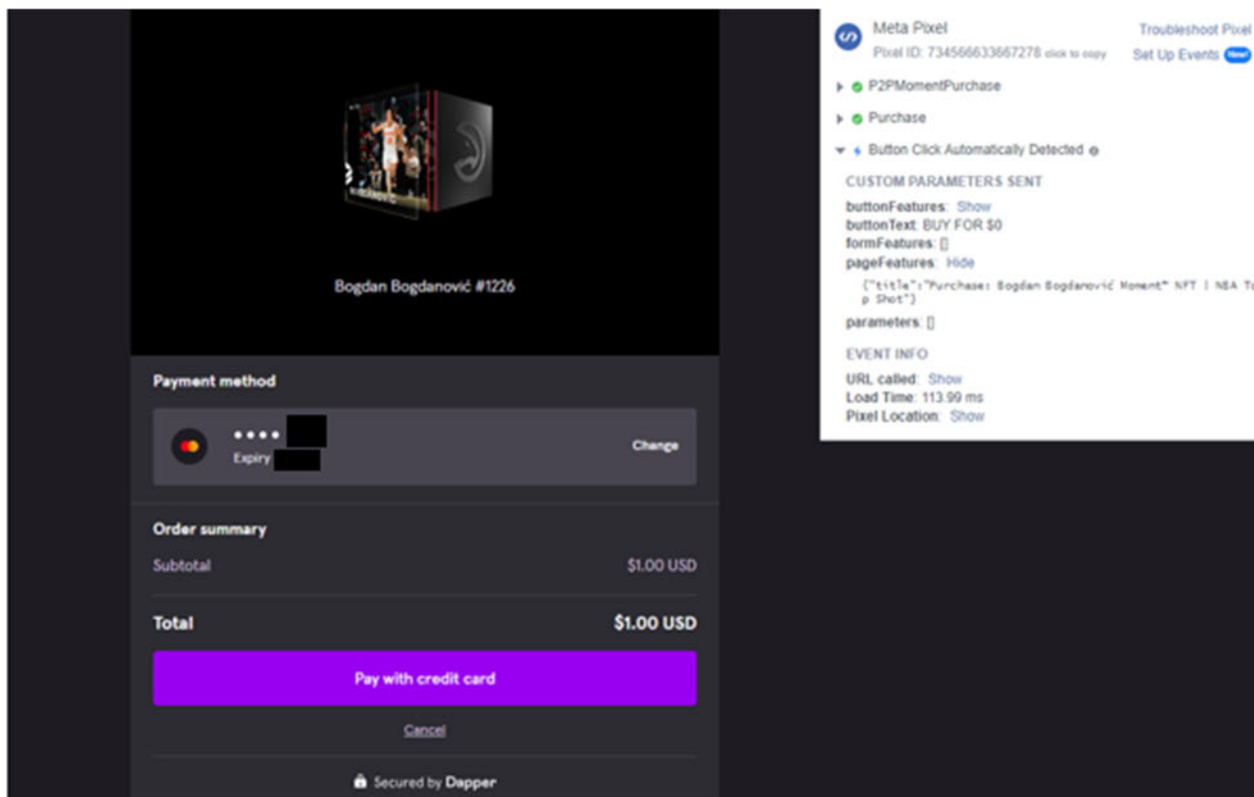 Bogdan Bogdanović #1226
Payment method
Expiry
Change
Order summary
Subtotal $1.00 USD
Total $1.00 USD
Pay with credit card
Cancel
Secured by Dapper
Meta Pixel
Troubleshoot Pixel
Pixel ID: 734566633667278 click to copy
Set Up Events New!
P2PMomentPurchase
Purchase
Button Click Automatically Detected
CUSTOM PARAMETERS SENT
buttonFeatures: Show
buttonText: BUY FOR $0
formFeatures: []
pageFeatures: Hide
{"title":"Purchase: Bogdan Bogdanović Moment™ NFT | NBA To
p Shot"}
parameters: []
EVENT INFO
URL called: Show
Load Time: 113.99 ms
Pixel Location: Show